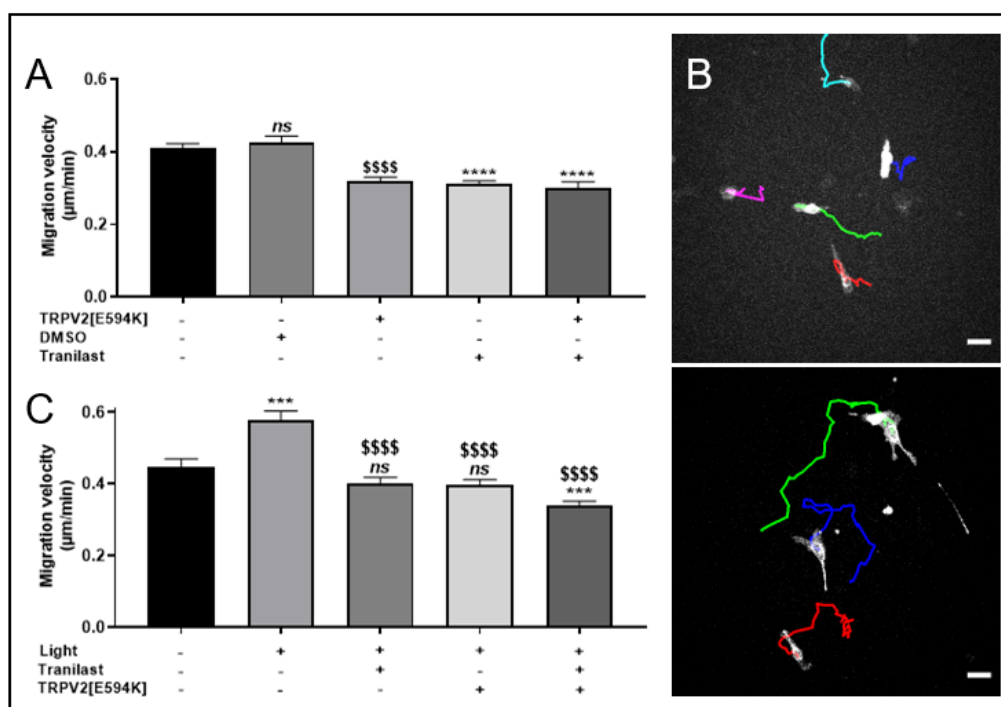 A
B
0.6
0.4
0.2
0.0
Migration velocity
(µm/min)
ns
$$$$
****
****
TRPV2[E594K] - - + - +
DMSO - + - - -
Tranilast - - - + +
C
0.6
0.4
0.2
0.0
Migration velocity
(µm/min)
***
$$$$
ns
$$$$
ns
$$$$
***
Light - + + + +
Tranilast - - + - +
TRPV2[E594K] - - - + +